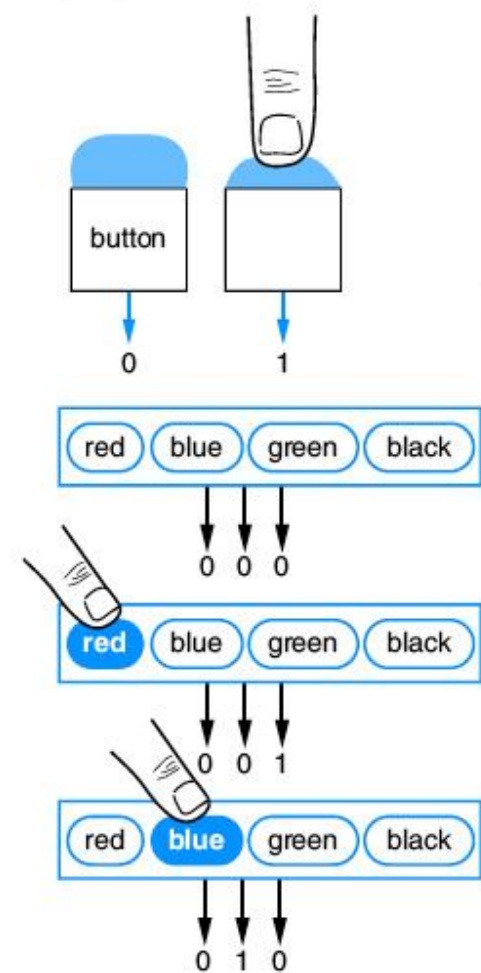 button
0 1
red blue green black
0 0 0
red blue green black
0 0 1
red blue green black
0 1 0